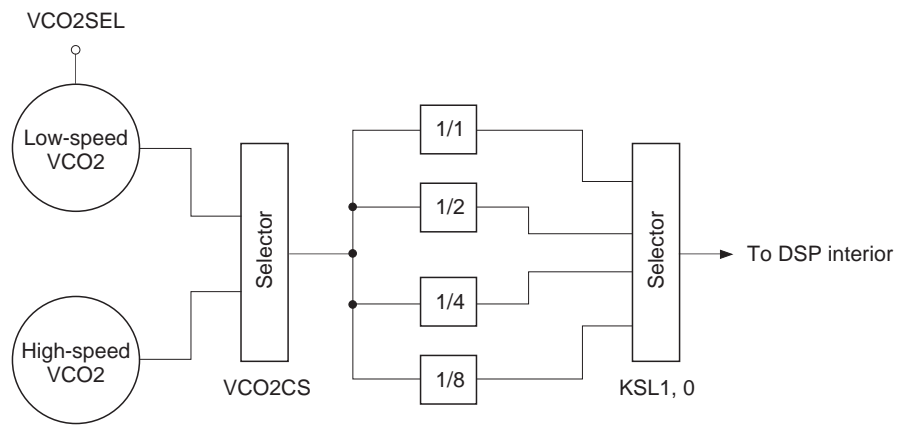 VCO2SEL
Low-speed
VCO2
High-speed
VCO2
Selector
VCO2CS
1/1
1/2
1/4
1/8
Selector
KSL1, 0
To DSP interior